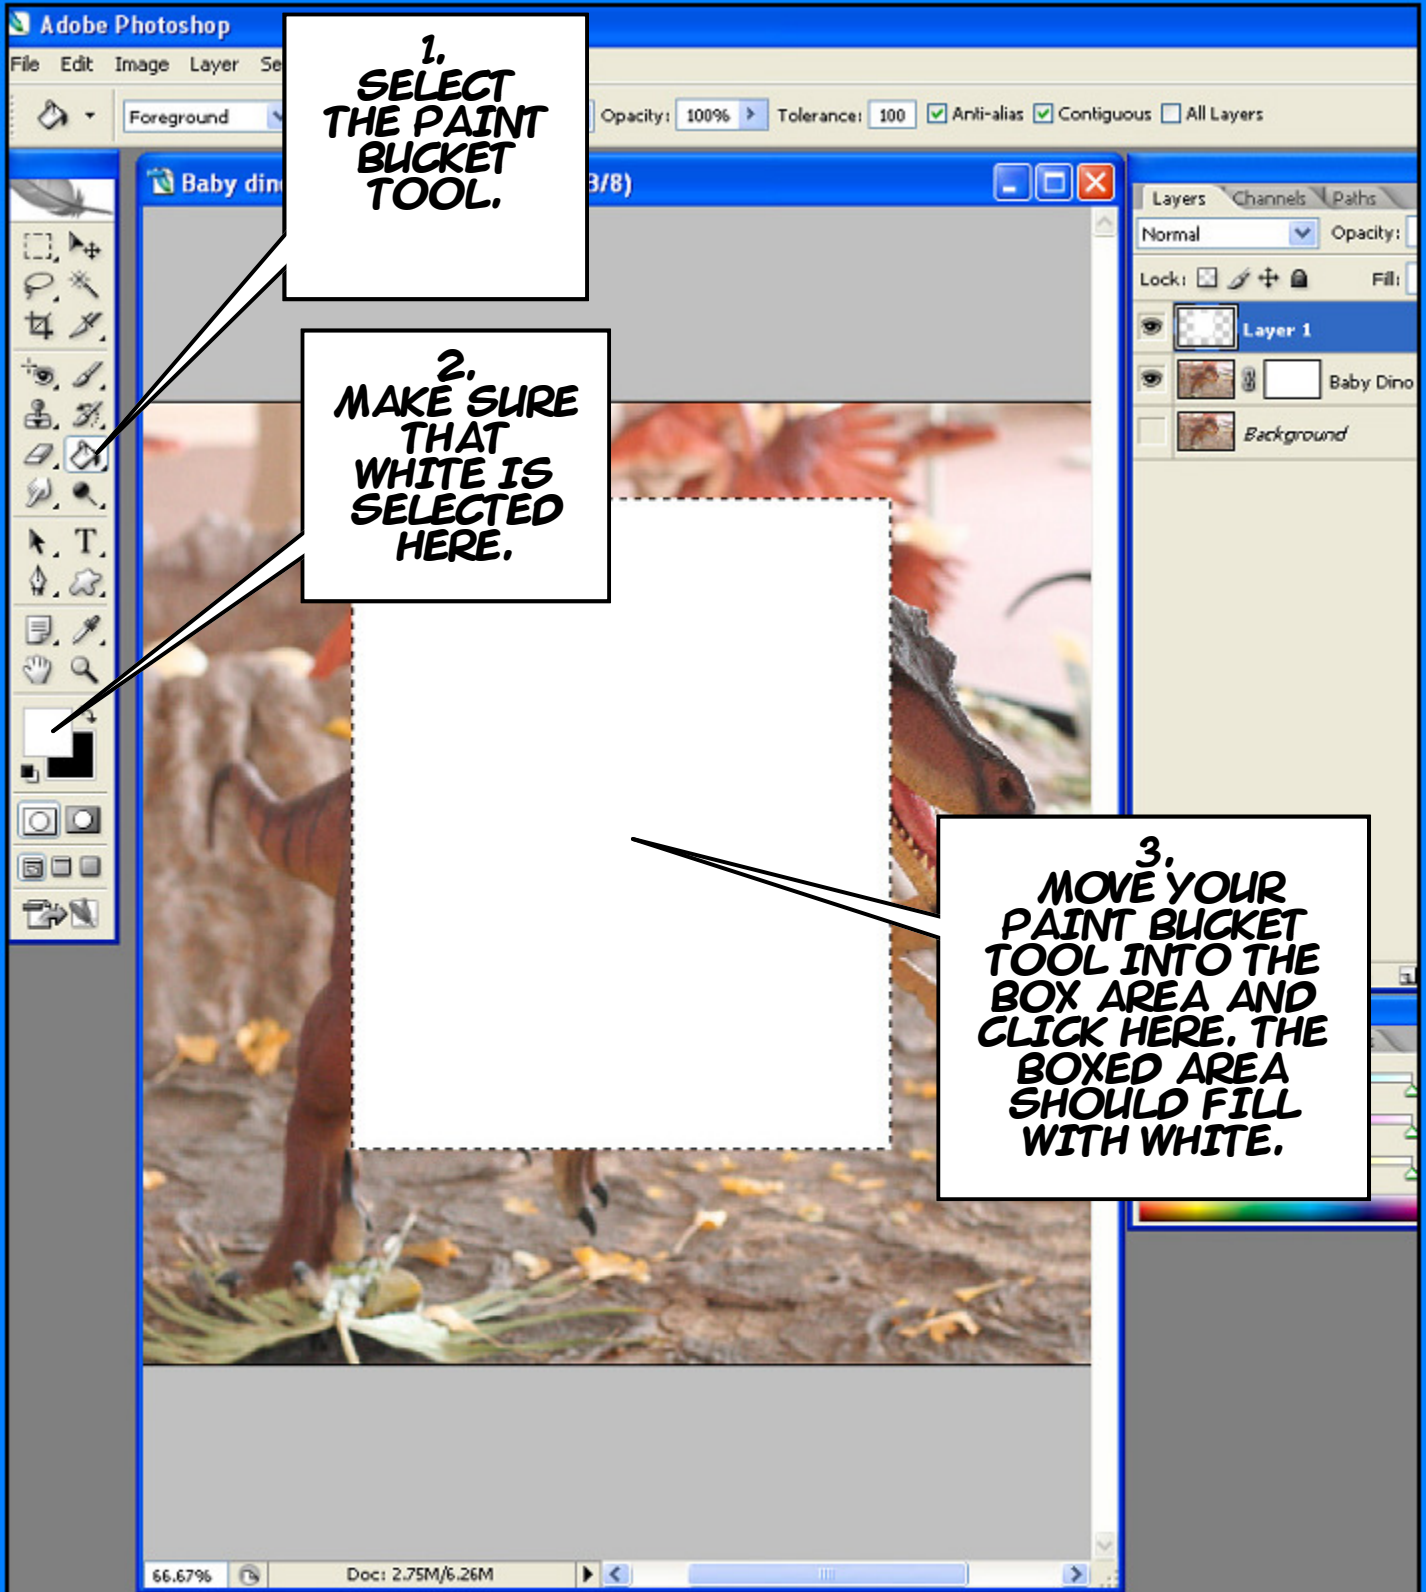 Adobe Photoshop
File Edit Image Layer
Foreground
Opacity: 100% Tolerance: 100 Anti-alias Contiguous All Layers
1.
SELECT
THE PAINT
BUCKET
TOOL.
Baby din
3/8)
2.
MAKE SURE
THAT
WHITE IS
SELECTED
HERE.
T
Layers Channels Paths
Normal Opacity:
Lock: Fill:
Layer 1
Baby Dino
Background
3.
MOVE YOUR
PAINT BUCKET
TOOL INTO THE
BOX AREA AND
CLICK HERE. THE
BOXED AREA
SHOULD FILL
WITH WHITE.
66.67% Doc: 2.75M/6.26M